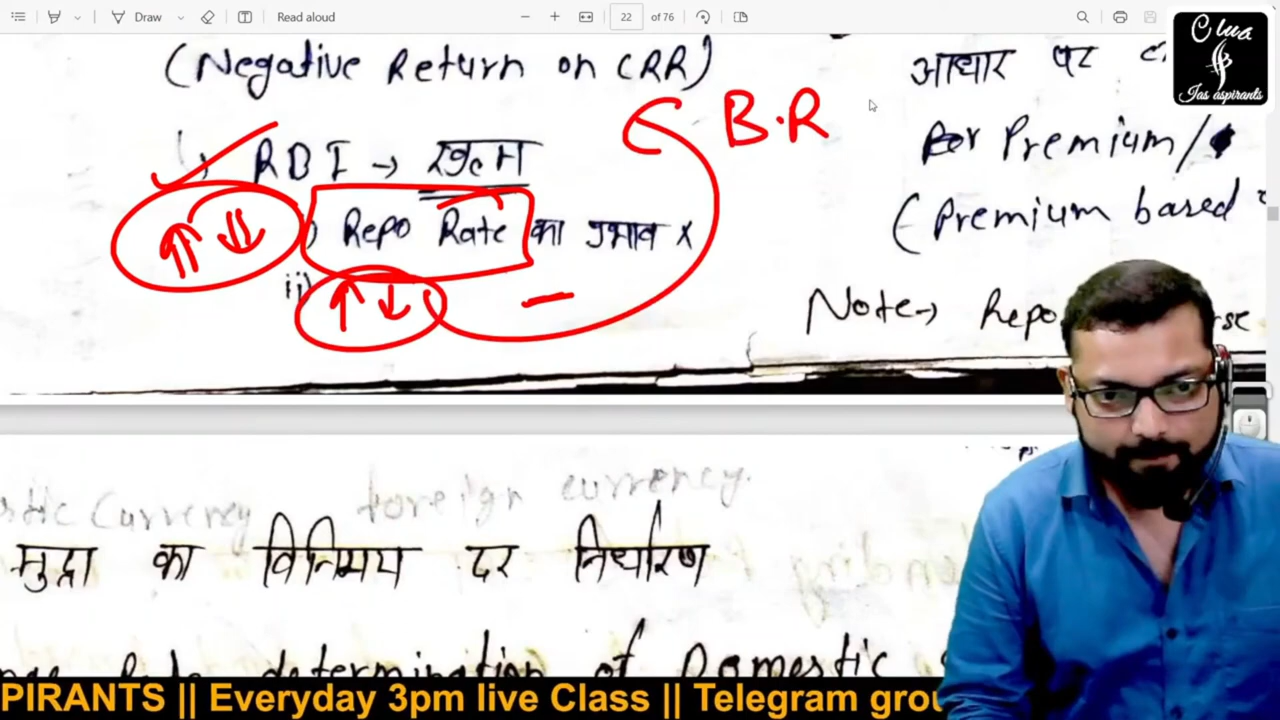 Draw
Read aloud
22 of 76
Clua
Ias aspirants
(Negative Return on CRR)
आधार पर
B.R
RBI →
Premium/
Repo Rate का प्रभाव x
(Premium based
ii)
Note→ Repo
Currency foreign currency.
मुद्रा का विनिमय दर निर्धारण
determination of Domestic
PIRANTS || Everyday 3pm live Class || Telegram